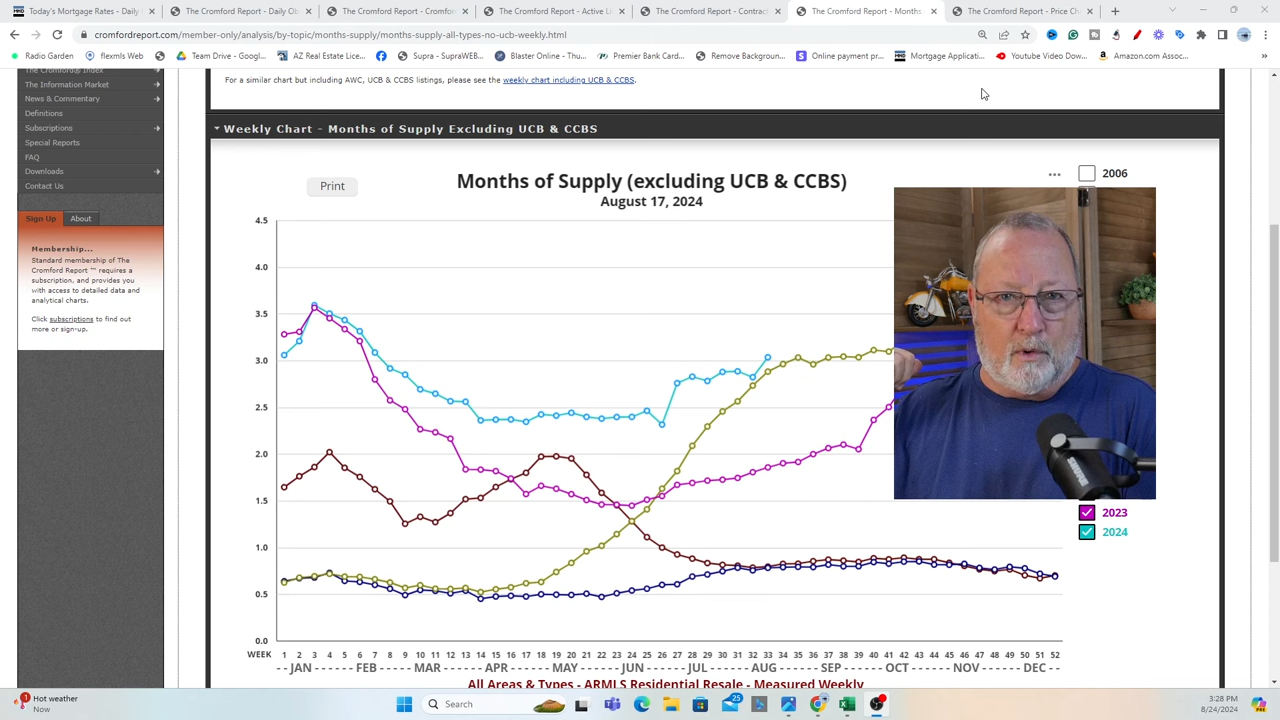 Today's Mortgage Rates - Daily
The Cromford Report - Daily Ob
The Cromford Report - Cromfor
The Cromford Report - Active Li
The Cromford Report - Contrac
The Cromford Report - Months
The Cromford Report - Price Ch
cromfordreport.com/member-only/analysis/by-topic/months-supply/months-supply-all-types-no-ucb-weekly.html
Radio Garden
flexmls Web
Team Drive - Googl...
AZ Real Estate List...
Supra - SupraWEB...
Blaster Online - Thu...
Premier Bank Card...
Remove Background...
Online payment pr...
Mortgage Applicati...
Youtube Video Dow...
Amazon.com Assoc...
The Cromford® Index
The Information Market
News & Commentary
Definitions
Subscriptions
Special Reports
FAQ
Downloads
Contact Us
Sign Up
About
Membership...
Standard membership of The
Cromford Report ™ requires a
subscription, and provides you
with access to detailed data and
analytical charts.
Click subscriptions to find out
more or sign-up.
For a similar chart but including AWC, UCB & CCBS listings, please see the weekly chart including UCB & CCBS.
Weekly Chart - Months of Supply Excluding UCB & CCBS
Print
Months of Supply (excluding UCB & CCBS)
August 17, 2024
2006
2023
2024
4.5
4.0
3.5
3.0
2.5
2.0
1.5
1.0
0.5
0.0
WEEK 1 2 3 4 5 6 7 8 9 10 11 12 13 14 15 16 17 18 19 20 21 22 23 24 25 26 27 28 29 30 31 32 33 34 35 36 37 38 39 40 41 42 43 44 45 46 47 48 49 50 51 52
- - JAN - - - - - - FEB - - - - - - MAR - - - - - - APR - - - - - - MAY - - - - - - JUN - - - - - - JUL - - - - - - AUG - - - - - - SEP - - - - - - OCT - - - - - - NOV - - - - - - DEC - -
All Areas & Types - ARMLS Residential Resale - Measured Weekly
1
Hot weather
Now
Search
25
3:28 PM
8/24/2024